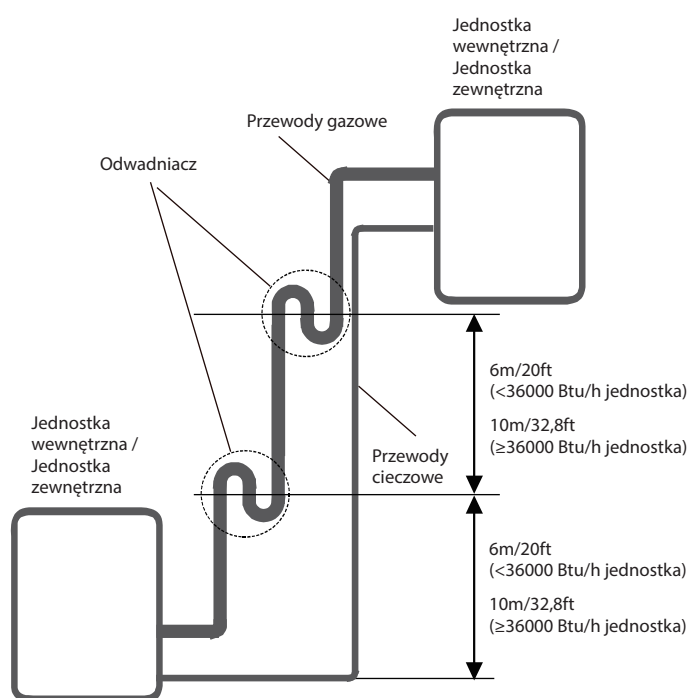 Jednostka
wewnętrzna /
Jednostka
zewnętrzna
Przewody gazowe
Odwadniacz
6m/20ft
(<36000 Btu/h jednostka)
10m/32,8ft
(≥36000 Btu/h jednostka)
Jednostka
wewnętrzna /
Jednostka
zewnętrzna
Przewody
cieczowe
6m/20ft
(<36000 Btu/h jednostka)
10m/32,8ft
(≥36000 Btu/h jednostka)